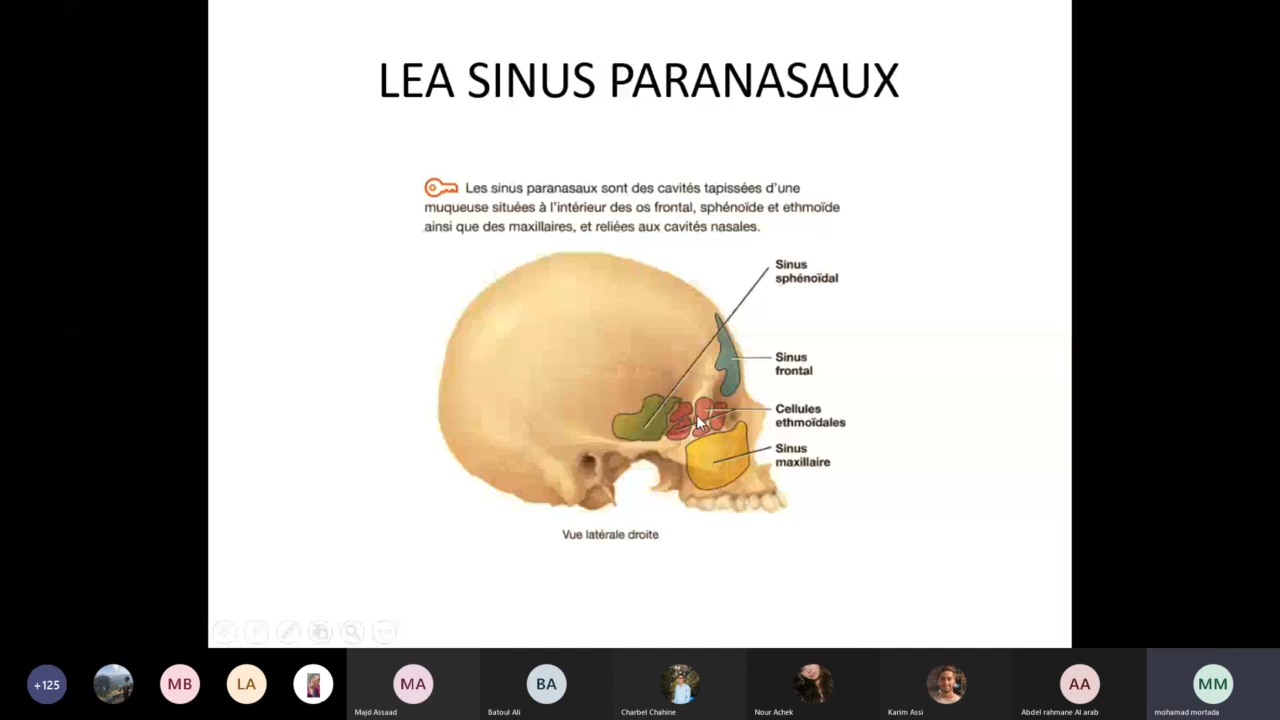 LEA SINUS PARANASAUX
Les sinus paranasaux sont des cavités tapissées d'une
muqueuse situées à l'intérieur des os frontal, sphénoïde et ethmoïde
ainsi que des maxillaires, et reliées aux cavités nasales.
Sinus
sphénoïdal
Sinus
frontal
Cellules
ethmoïdales
Sinus
maxillaire
Vue latérale droite
+125
MB
LA
MA
BA
AA
MM
Majd Assaad
Batoul Ali
Charbel Chahine
Nour Achek
Karim Assi
Abdel rahmane Al arab
mohamad mortada